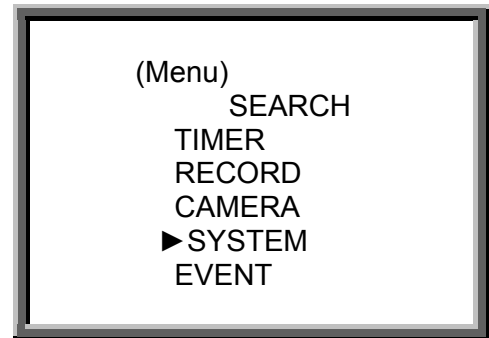 (Menu)
SEARCH
TIMER
RECORD
CAMERA
►SYSTEM
EVENT